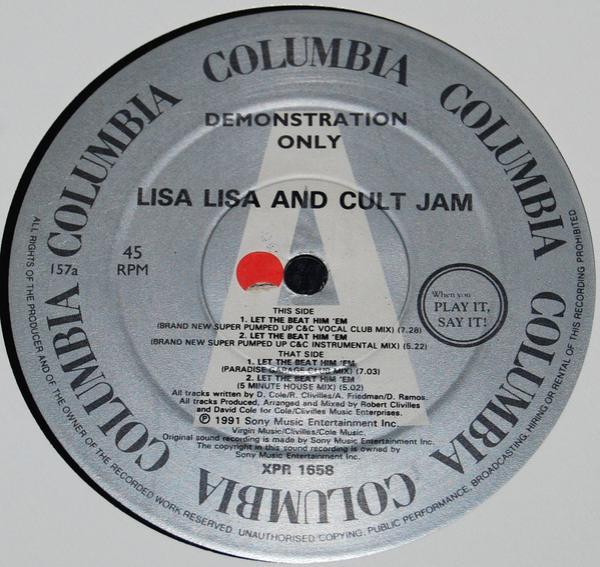 COLUMBIA
COLUMBIA
COLUMBIA
COLUMBIA
COLUMBIA
COLUMBIA
COLUMBIA
COLUMBIA
DEMONSTRATION
ONLY
A
LISA LISA AND CULT JAM
157a
45
RPM
When you
PLAY IT,
SAY IT!
THIS SIDE
1. LET THE BEAT HIM 'EM
(BRAND NEW SUPER PUMPED UP C&C VOCAL CLUB MIX) (7.28)
2. LET THE BEAT HIM 'EM
(BRAND NEW SUPER PUMPED UP C&C INSTRUMENTAL MIX) (5.22)
THAT SIDE
1. LET THE BEAT HIM 'EM
(PARADISE GARAGE CLUB MIX) (7.03)
2. LET THE BEAT HIM 'EM
(5 MINUTE HOUSE MIX) (5.02)
All tracks written by D. Cole/R. Clivilles/A. Friedman/D. Ramos.
All tracks Produced, Arranged and Mixed by Robert Clivilles
and David Cole for Cole/Clivilles Music Enterprises.
℗ 1991 Sony Music Entertainment Inc.
Virgin Music/Clivilles/Cole Music.
Original sound recording is made by Sony Music Entertainment Inc.
The copyright in this sound recording is owned by
Sony Music Entertainment Inc.
XPR 1658
ALL RIGHTS OF THE PRODUCER AND OF THE OWNER OF THE RECORDED WORK RESERVED. UNAUTHORISED COPYING, PUBLIC PERFORMANCE, BROADCASTING, HIRING OR RENTAL OF THIS RECORDING PROHIBITED